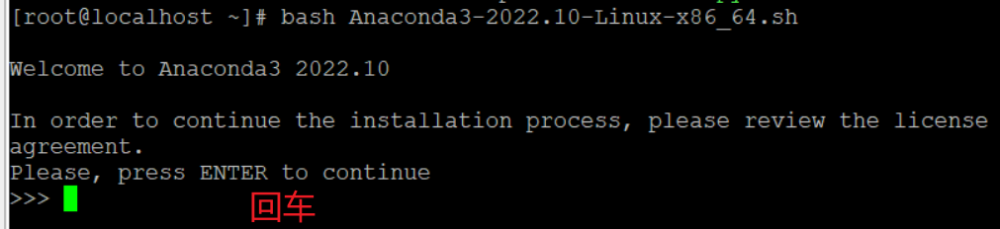 [root@localhost ~]# bash Anaconda3-2022.10-Linux-x86_64.sh
Welcome to Anaconda3 2022.10
In order to continue the installation process, please review the license
agreement.
Please, press ENTER to continue
>>>
回车